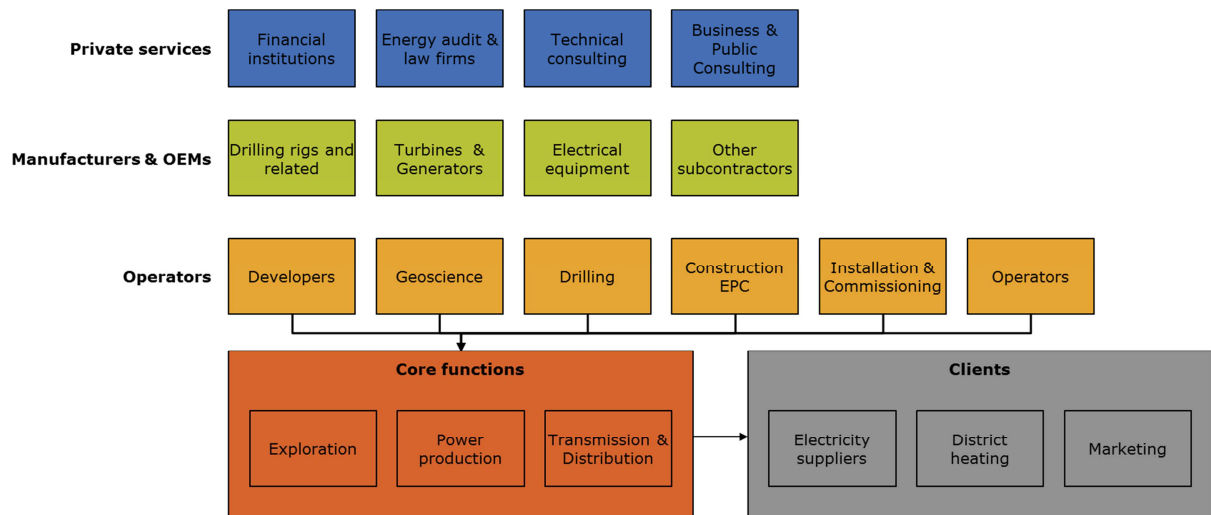 Private services
Financial
institutions
Energy audit &
law firms
Technical
consulting
Business &
Public
Consulting
Manufacturers & OEMs
Drilling rigs and
related
Turbines & 
Generators
Electrical
equipment
Other
subcontractors
Operators
Developers
Geoscience
Drilling
Construction
EPC
Installation &
Commissioning
Operators
Core functions
Exploration
Power
production
Transmission &
Distribution
Clients
Electricity
suppliers
District
heating
Marketing